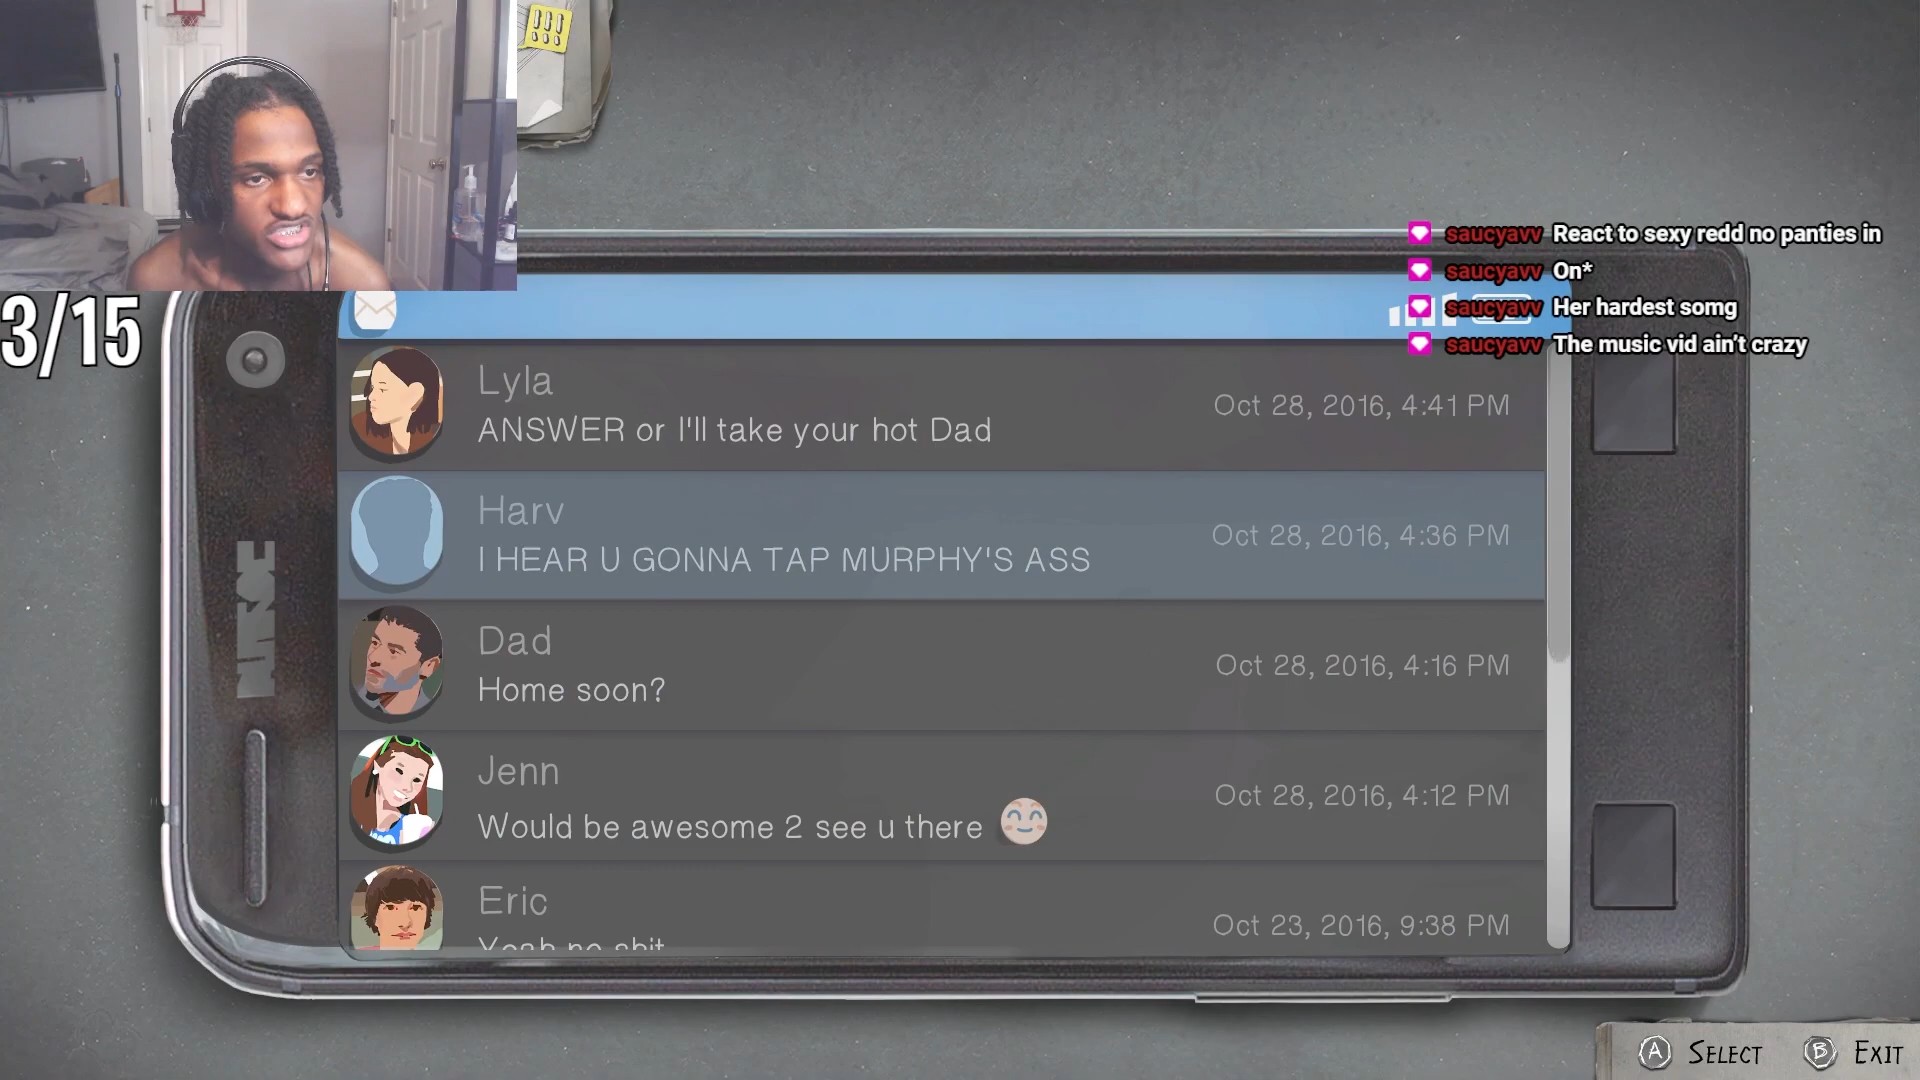 saucyavv React to sexy redd no panties in
saucyavv On*
saucyavv Her hardest somg
saucyavv The music vid ain't crazy
3/15
Lyla
ANSWER or I'll take your hot Dad
Oct 28, 2016, 4:41 PM
Harv
I HEAR U GONNA TAP MURPHY'S ASS
Oct 28, 2016, 4:36 PM
Dad
Home soon?
Oct 28, 2016, 4:16 PM
Jenn
Would be awesome 2 see u there
Oct 28, 2016, 4:12 PM
Eric
Yeah no shit
Oct 23, 2016, 9:38 PM
A SELECT B EXIT